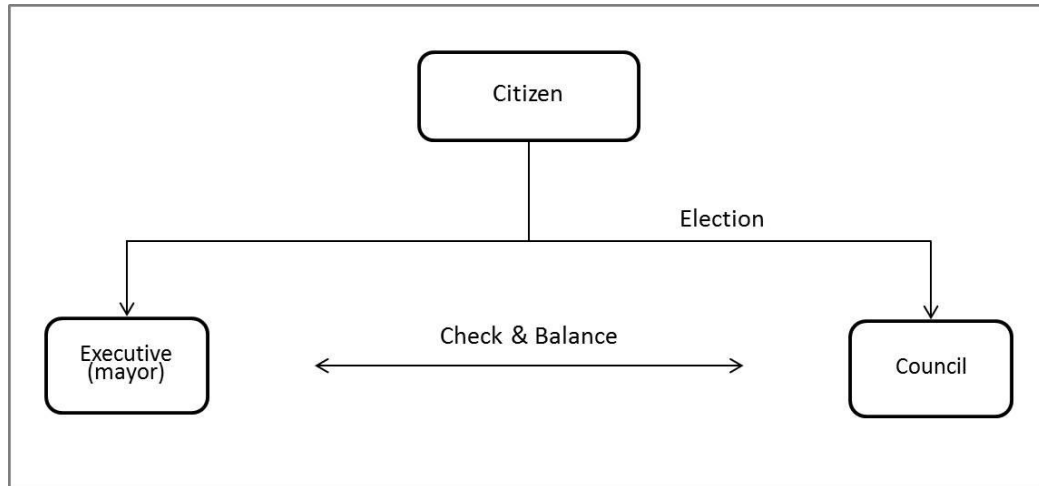 Citizen
Election
Check & Balance
Executive
(mayor)
Council